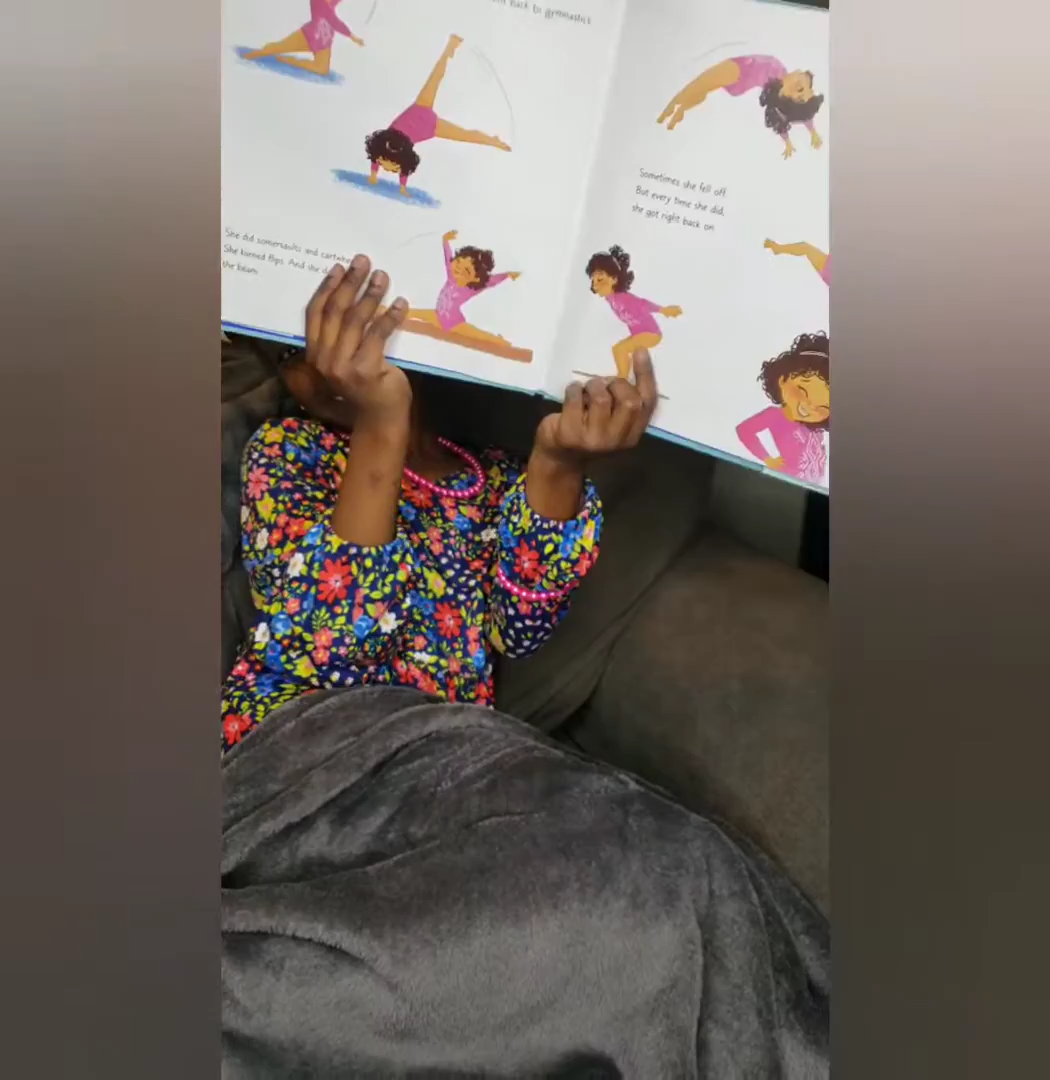 back to gymnastics
She did somersaults and cartw
She turned flips. And she d
the beam.
Sometimes she fell off.
But every time she did,
she got right back on.